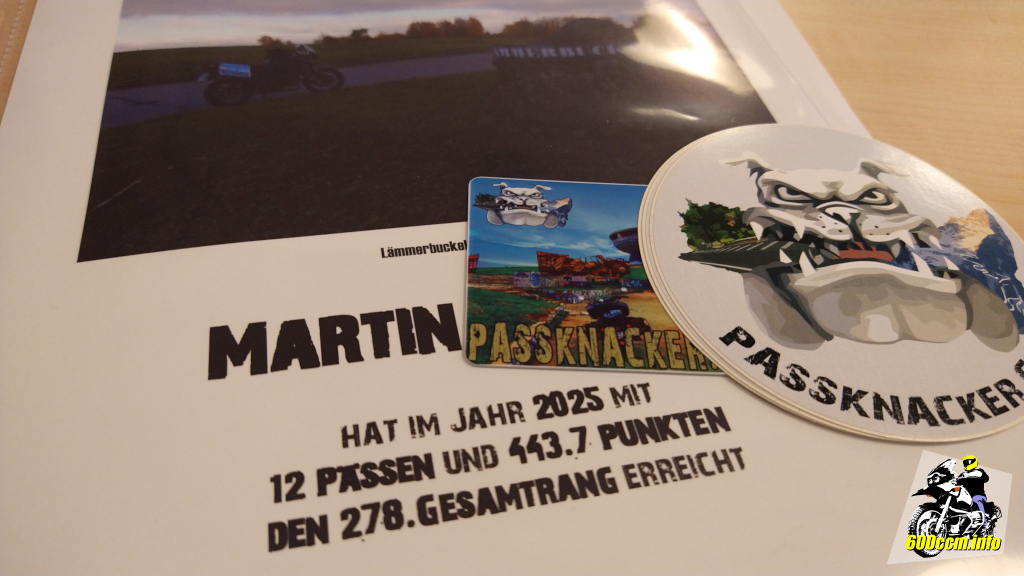 Lämmerbuckel
MARTIN
HAT IM JAHR 2025 MIT
12 PÄSSEN UND 443.7 PUNKTEN
DEN 278.GESAMTRANG ERREICHT
PASSKNACKER
PASSKNACKER
600ccm.info